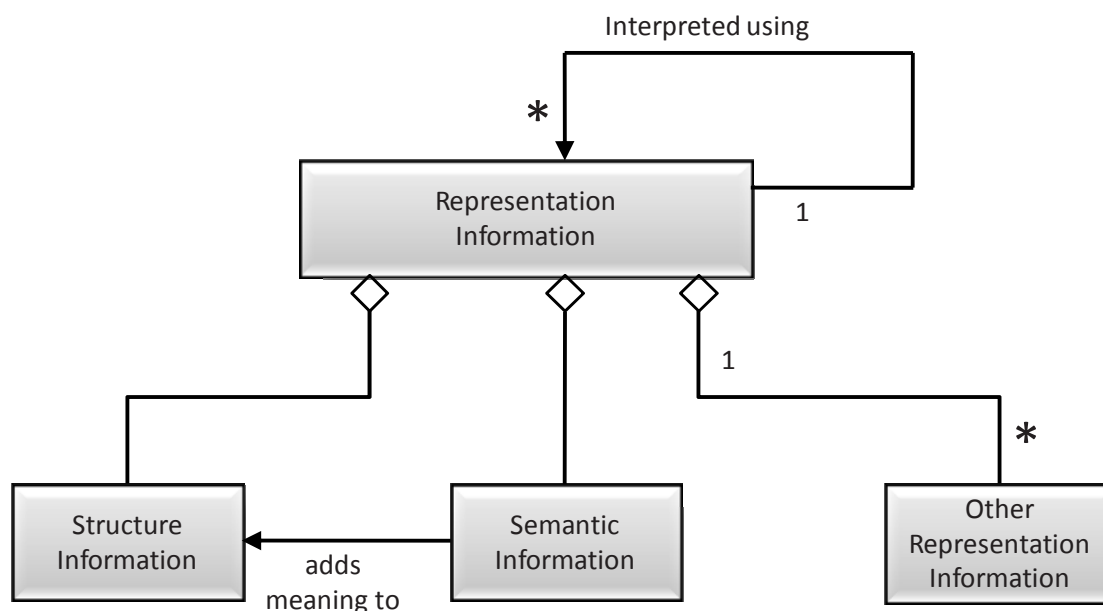 Interpreted using
*
Representation
Information
1
1
*
Structure
Information
adds
meaning to
Semantic
Information
Other
Representation
Information